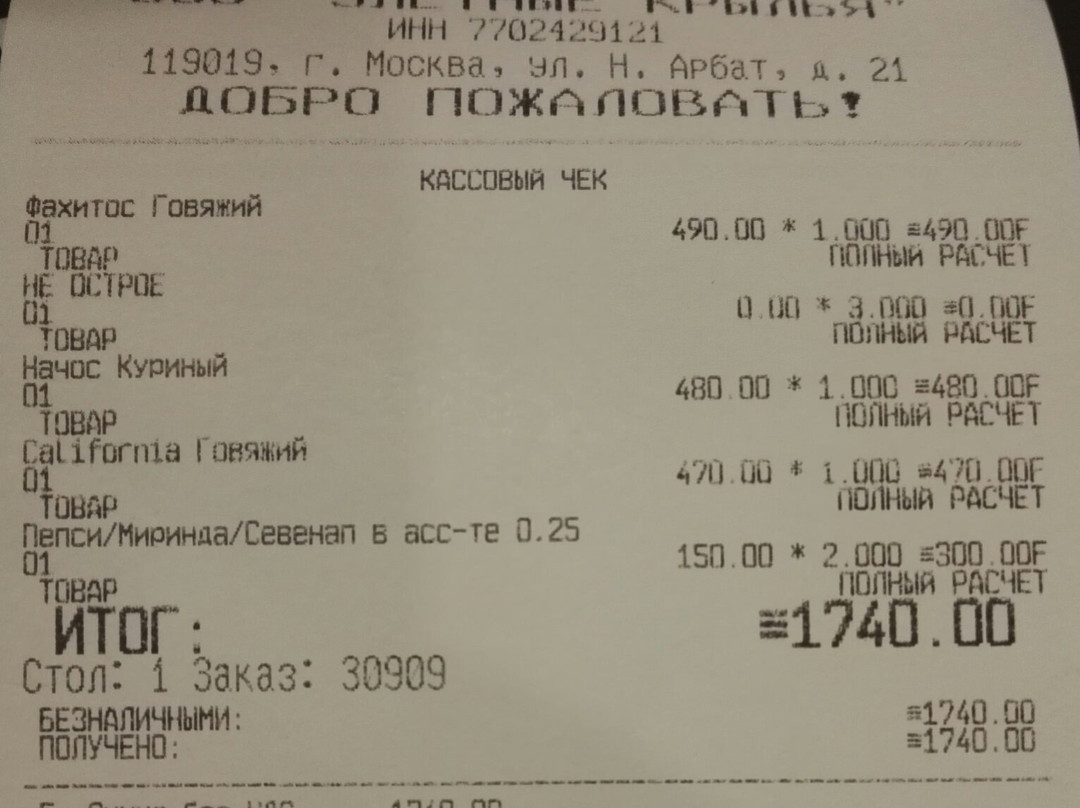 КРЫЛЬЯ"
ИНН 7702429121
119019, г. Москва, ул. Н. Арбат, д. 21
ДОБРО ПОЖАЛОВАТЬ!
КАССОВЫЙ ЧЕК
Фахитос Говяжий
01 490.00 * 1.000 ≡490.00F
ТОВАР ПОЛНЫЙ РАСЧЕТ
НЕ ОСТРОЕ
01 0.00 * 3.000 ≡0.00F
ТОВАР ПОЛНЫЙ РАСЧЕТ
Начос Куриный
01 480.00 * 1.000 ≡480.00F
ТОВАР ПОЛНЫЙ РАСЧЕТ
California Говяжий
01 470.00 * 1.000 ≡470.00F
ТОВАР ПОЛНЫЙ РАСЧЕТ
Пепси/Миринда/Севенап в асс-те 0.25
01 150.00 * 2.000 ≡300.00F
ТОВАР ПОЛНЫЙ РАСЧЕТ
ИТОГ: ≡1740.00
Стол: 1 Заказ: 30909
БЕЗНАЛИЧНЫМИ: ≡1740.00
ПОЛУЧЕНО: ≡1740.00